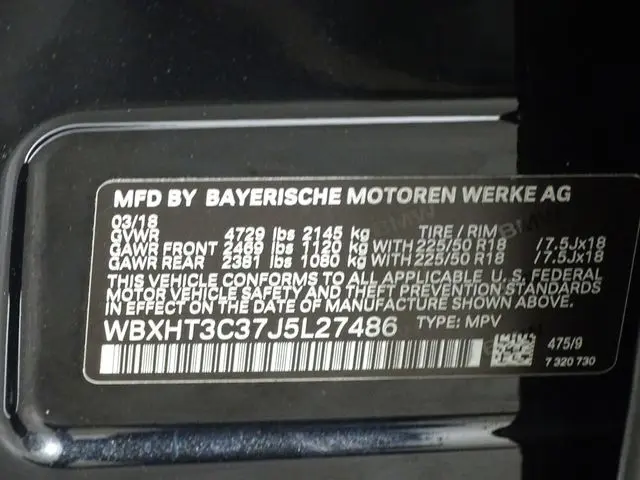 MFD BY BAYERISCHE MOTOREN WERKE AG
03/18
GVWR 4729 lbs 2145 kg TIRE / RIM
GAWR FRONT 2469 lbs 1120 kg WITH 225/50 R18 /7.5Jx18
GAWR REAR 2381 lbs 1080 kg WITH 225/50 R18 /7.5Jx18
THIS VEHICLE CONFORMS TO ALL APPLICABLE U. S. FEDERAL
MOTOR VEHICLE SAFETY AND THEFT PREVENTION STANDARDS
IN EFFECT ON THE DATE OF MANUFACTURE SHOWN ABOVE.
WBXHT3C37J5L27486 TYPE: MPV
475/9
7 320 730